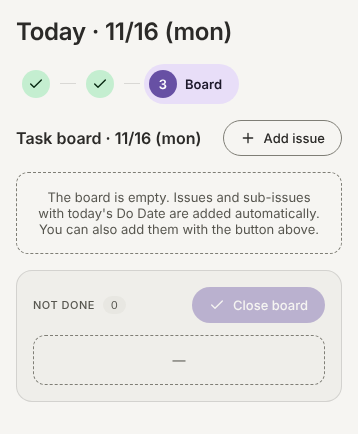 Today · 11/16 (mon)
3 Board
Task board · 11/16 (mon)
+ Add issue
The board is empty. Issues and sub-issues
with today's Do Date are added automatically.
You can also add them with the button above.
NOT DONE 0
Close board
—